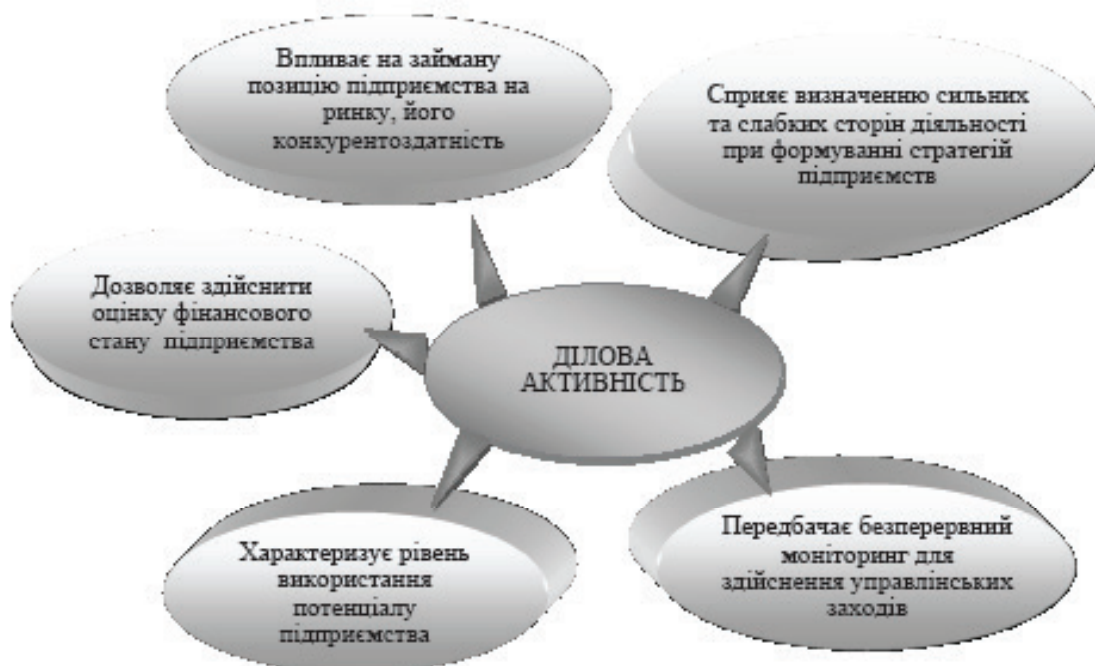 Впливає на займану
позицію підприємства на
ринку, його
конкурентоздатність
Сприяє визначенню сильних
та слабких сторін діяльності
при формуванні стратегій
підприємств
Дозволяє здійснити
оцінку фінансового
стану підприємства
ДІЛОВА
АКТИВНІСТЬ
Характеризує рівень
використання
потенціалу
підприємства
Передбачає безперервний
моніторинг для
здійснення управлінських
заходів